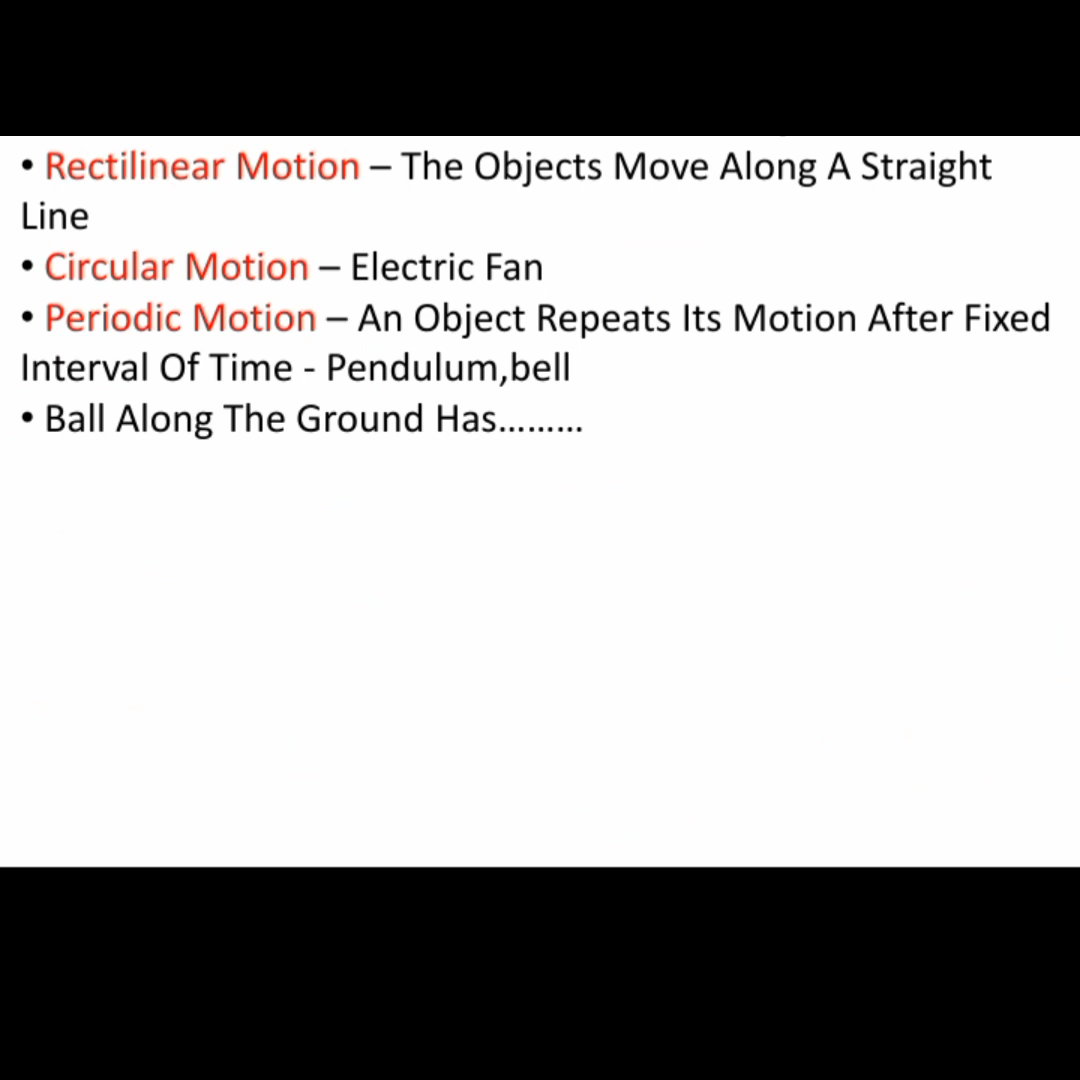 • Rectilinear Motion – The Objects Move Along A Straight
Line
• Circular Motion – Electric Fan
• Periodic Motion – An Object Repeats Its Motion After Fixed
Interval Of Time - Pendulum,bell
• Ball Along The Ground Has.........